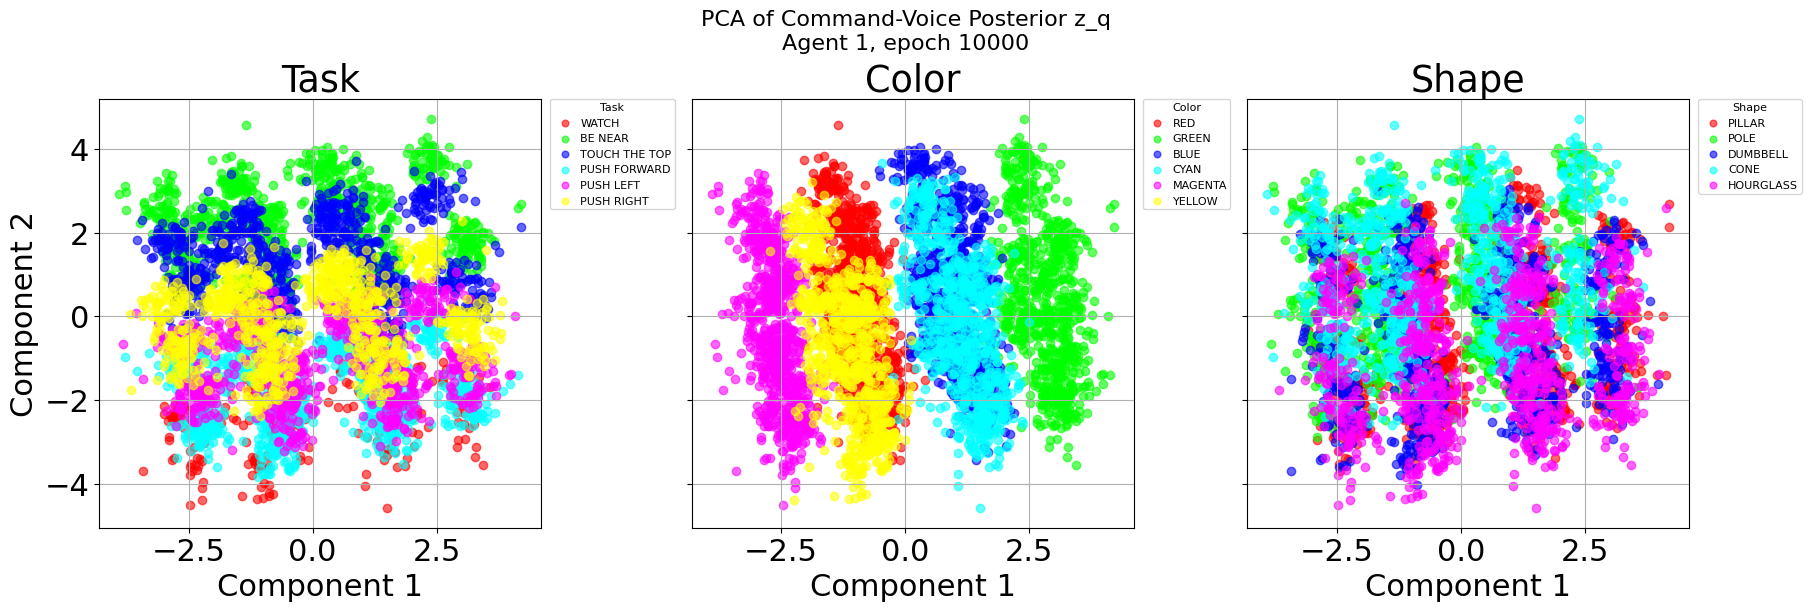 PCA of Command-Voice Posterior z_q
Agent 1, epoch 10000
Task
4
2
0
−2
−4
Component 2
−2.5 0.0 2.5
Component 1
Task
WATCH
BE NEAR
TOUCH THE TOP
PUSH FORWARD
PUSH LEFT
PUSH RIGHT
Color
−2.5 0.0 2.5
Component 1
Color
RED
GREEN
BLUE
CYAN
MAGENTA
YELLOW
Shape
−2.5 0.0 2.5
Component 1
Shape
PILLAR
POLE
DUMBBELL
CONE
HOURGLASS